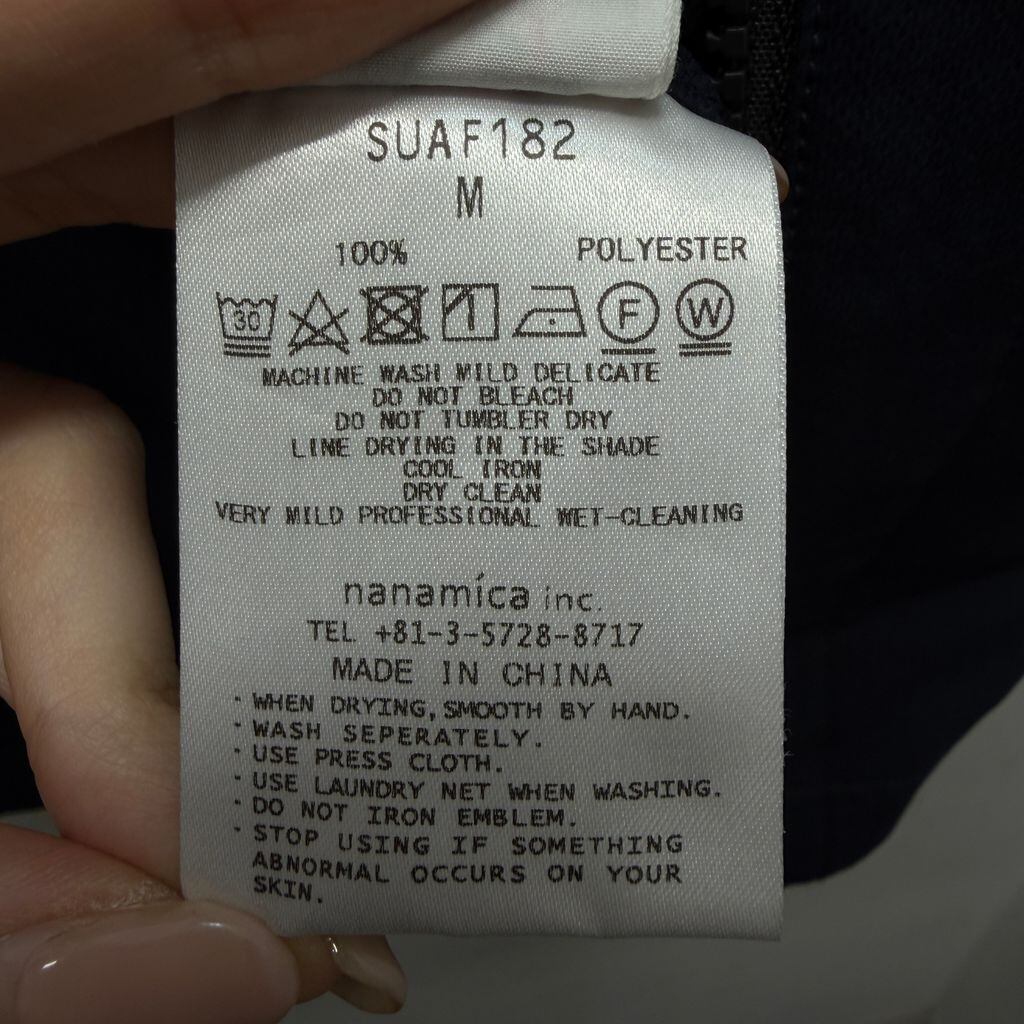 SUAF182
M
100% POLYESTER
30 F W
MACHINE WASH MILD DELICATE
DO NOT BLEACH
DO NOT TUMBLER DRY
LINE DRYING IN THE SHADE
COOL IRON
DRY CLEAN
VERY MILD PROFESSIONAL WET-CLEANING
nanamíca inc.
TEL +81-3-5728-8717
MADE IN CHINA
· WHEN DRYING, SMOOTH BY HAND.
· WASH SEPERATELY.
· USE PRESS CLOTH.
· USE LAUNDRY NET WHEN WASHING.
· DO NOT IRON EMBLEM.
· STOP USING IF SOMETHING
ABNORMAL OCCURS ON YOUR
SKIN.